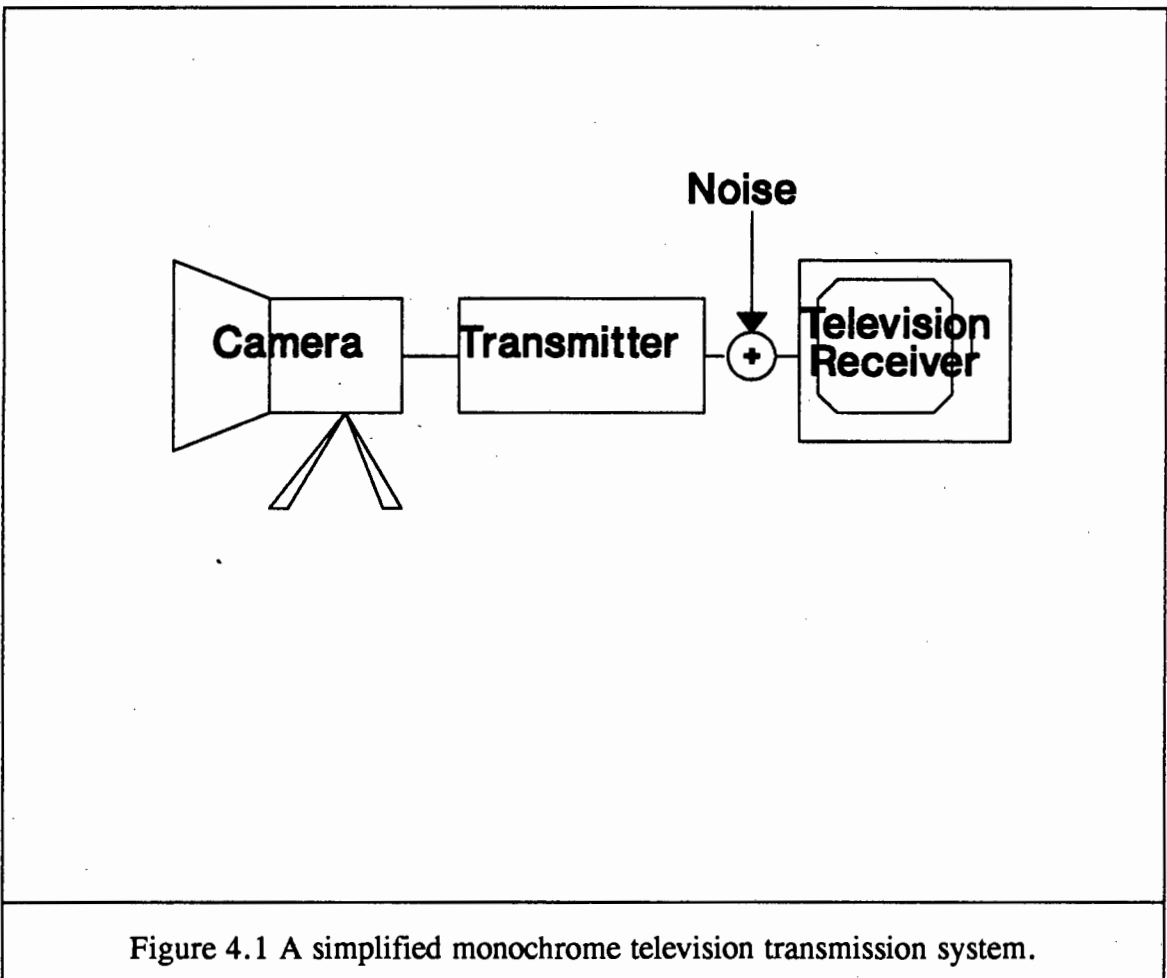 Noise
Camera
Transmitter
+
Television
Receiver
Figure 4.1 A simplified monochrome television transmission system.